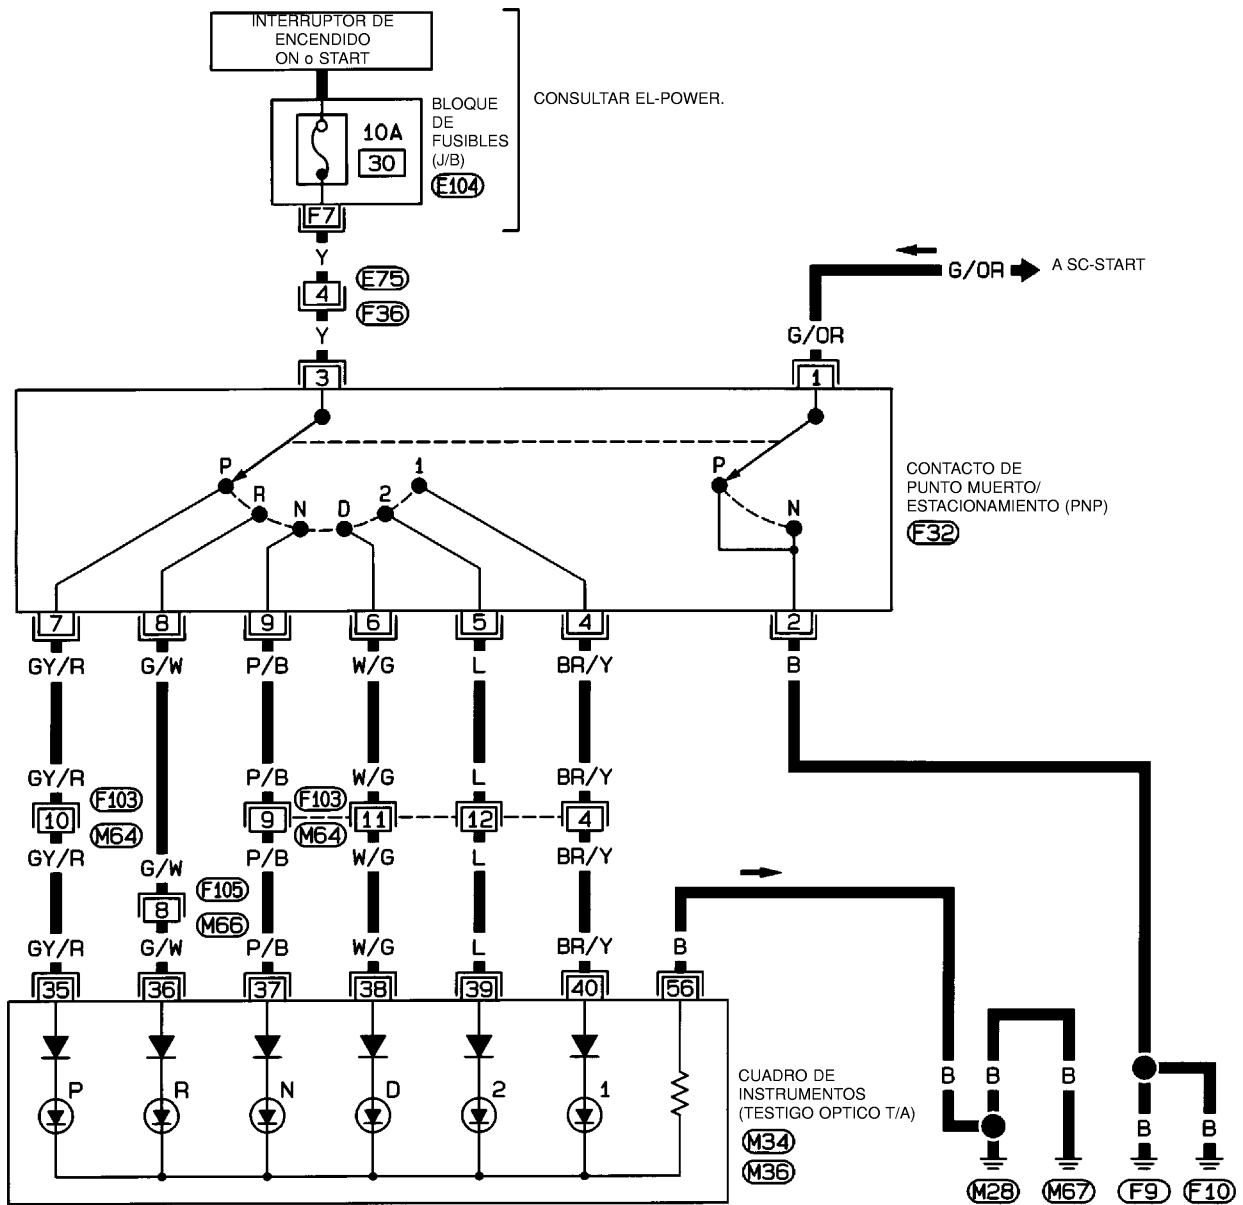 INTERRUPTOR DE
ENCENDIDO
ON o START
BLOQUE
DE
FUSIBLES
(J/B)
E104
10A
30
F7
CONSULTAR EL-POWER.
Y
4
E75
F36
Y
3
G/OR
A SC-START
G/OR
1
P R N D 2 1
P N
CONTACTO DE
PUNTO MUERTO/
ESTACIONAMIENTO (PNP)
F32
7 8 9 6 5 4 2
GY/R G/W P/B W/G L BR/Y B
GY/R P/B W/G L BR/Y
10 F103 M64 9 F103 M64 11 12 4
GY/R G/W P/B W/G L BR/Y
8 F105 M66
GY/R G/W P/B W/G L BR/Y B
35 36 37 38 39 40 56
P R N D 2 1
CUADRO DE
INSTRUMENTOS
(TESTIGO OPTICO T/A)
M34
M36
B B B
B B
M28 M67 F9 F10